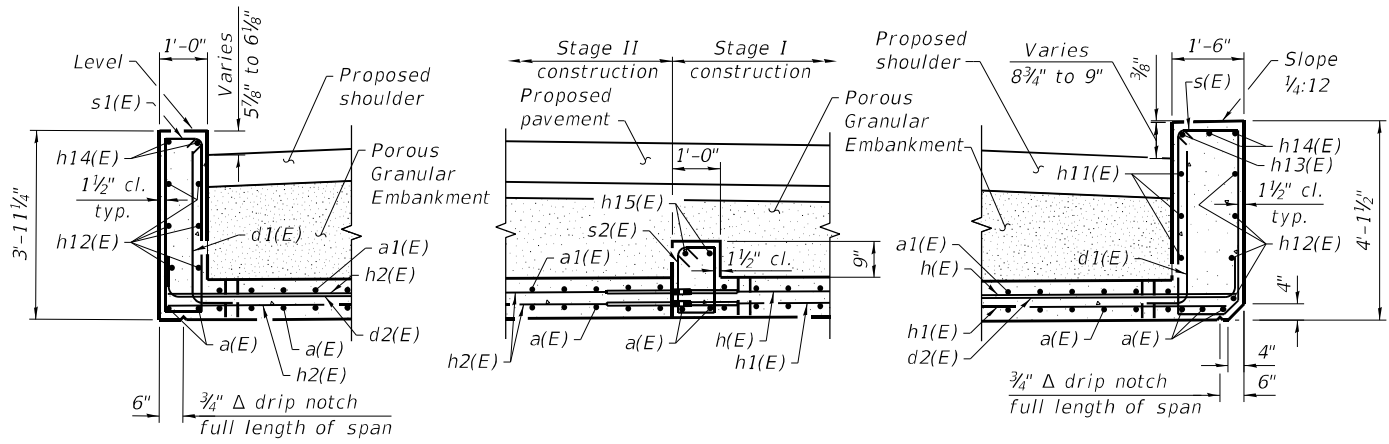 1'-0"
Varies
5⅞" to 6⅛"
Level
s1(E)
Proposed
shoulder
h14(E)
1½" cl.
typ.
Porous
Granular
Embankment
3'-11¼"
h12(E)
d1(E)
a1(E)
h2(E)
d2(E)
a(E)
a(E)
h2(E)
6"
¾" Δ drip notch
full length of span
Stage II
construction
Stage I
construction
Proposed
pavement
Porous
Granular
Embankment
1'-0"
h15(E)
s2(E)
a1(E)
1½" cl.
9"
h2(E)
a(E)
a(E)
h(E)
h1(E)
Proposed
shoulder
Varies
8¾" to 9"
⅜"
1'-6"
Slope
¼:12
s(E)
h14(E)
h13(E)
h11(E)
1½" cl.
typ.
4'-1½"
h12(E)
a1(E)
h(E)
d1(E)
4"
h1(E)
d2(E)
a(E)
a(E)
4"
6"
¾" Δ drip notch
full length of span